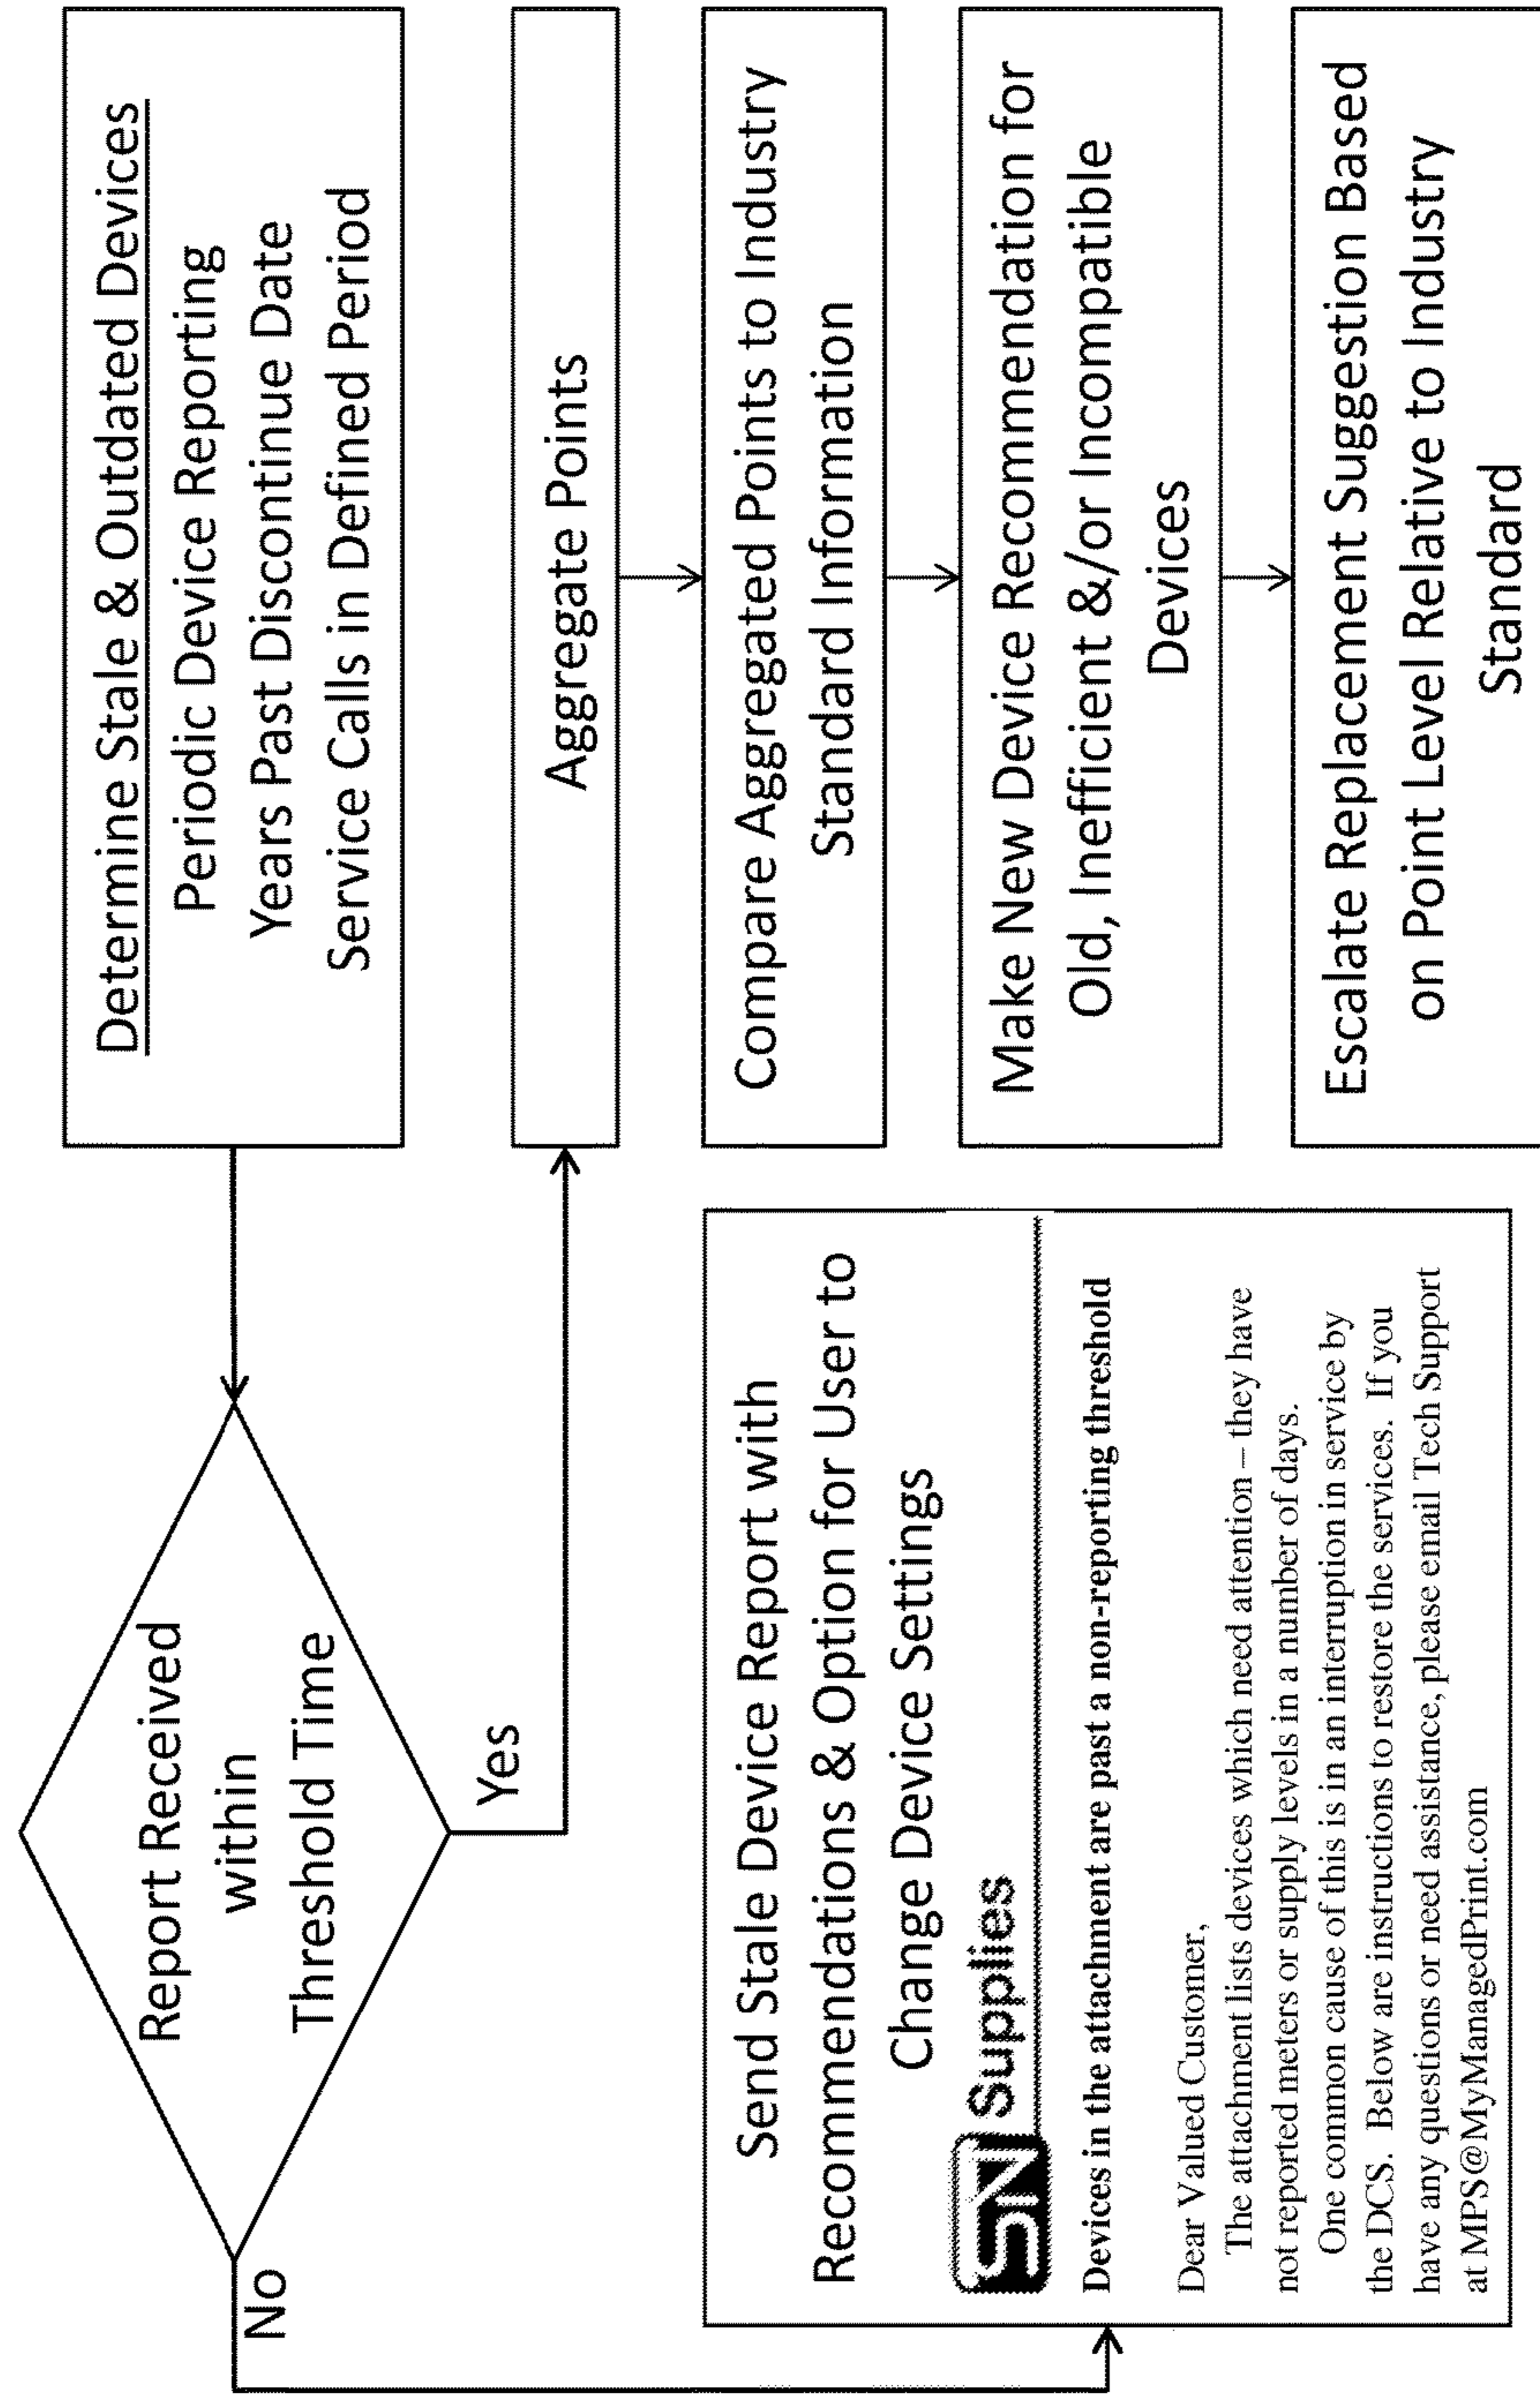 Determine Stale & Outdated Devices
Periodic Device Reporting
Years Past Discontinue Date
Service Calls in Defined Period
Report Received
within
Threshold Time
No
Yes
Aggregate Points
Compare Aggregated Points to Industry
Standard Information
Make New Device Recommendation for
Old, Inefficient &/or Incompatible
Devices
Escalate Replacement Suggestion Based
on Point Level Relative to Industry
Standard
Send Stale Device Report with
Recommendations & Option for User to
Change Device Settings
SN Supplies
Devices in the attachment are past a non-reporting threshold
Dear Valued Customer,
The attachment lists devices which need attention – they have
not reported meters or supply levels in a number of days.
One common cause of this is in an interruption in service by
the DCS. Below are instructions to restore the services. If you
have any questions or need assistance, please email Tech Support
at MPS@MyManagedPrint.com